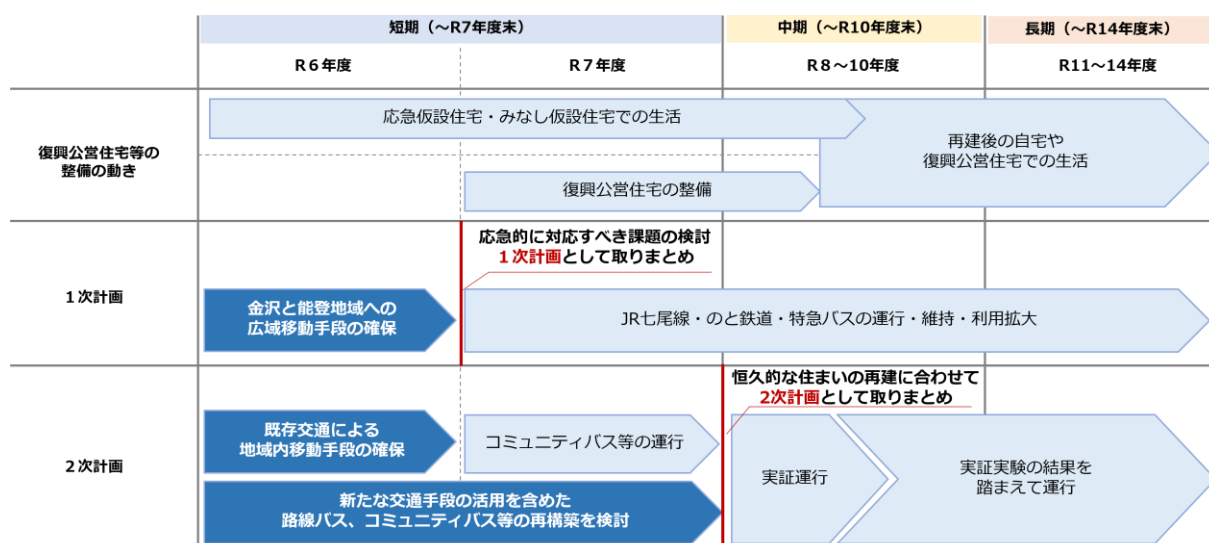 短期（～R7年度末）
中期（～R10年度末）
長期（～R14年度末）
R６年度
R７年度
R８～10年度
R11～14年度
復興公営住宅等の
整備の動き
応急仮設住宅・みなし仮設住宅での生活
再建後の自宅や
復興公営住宅での生活
復興公営住宅の整備
１次計画
応急的に対応すべき課題の検討
１次計画として取りまとめ
金沢と能登地域への
広域移動手段の確保
JR七尾線・のと鉄道・特急バスの運行・維持・利用拡大
２次計画
恒久的な住まいの再建に合わせて
2次計画として取りまとめ
既存交通による
地域内移動手段の確保
コミュニティバス等の運行
実証運行
実証実験の結果を
踏まえて運行
新たな交通手段の活用を含めた
路線バス、コミュニティバス等の再構築を検討